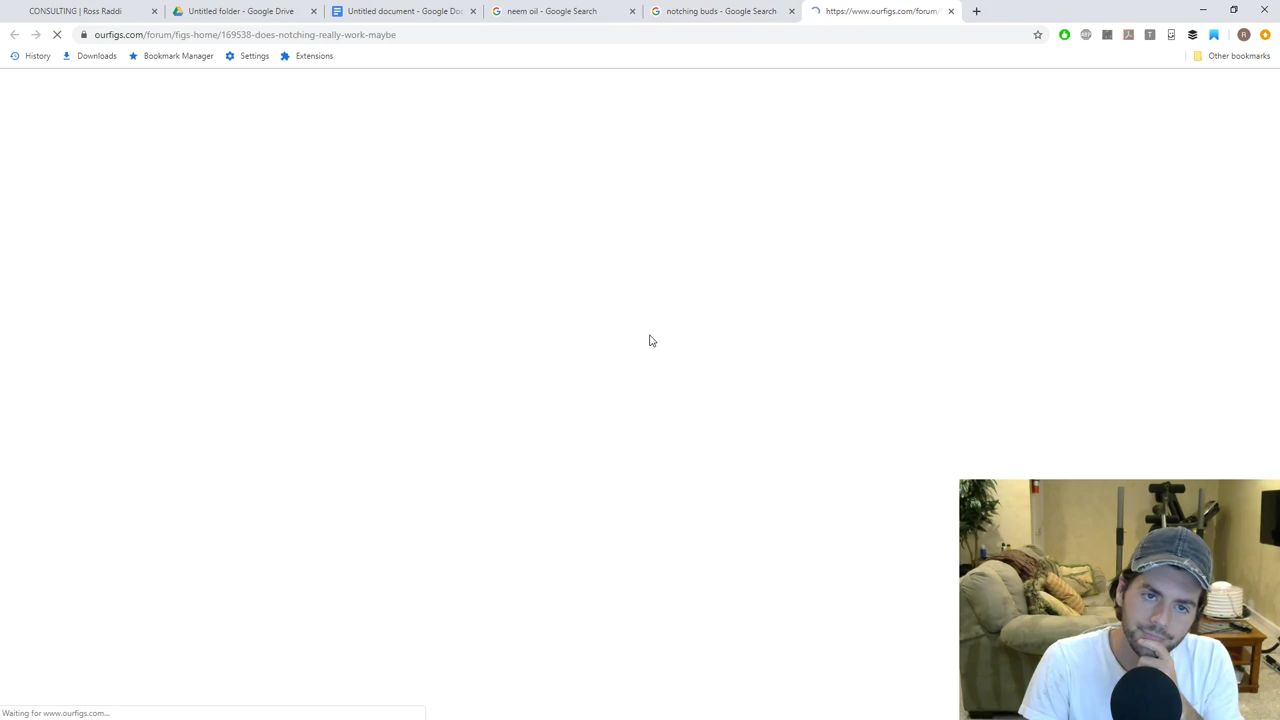 CONSULTING | Ross Raddi
Untitled folder - Google Drive
Untitled document - Google Doc
neem oil - Google Search
notching buds - Google Search
https://www.ourfigs.com/forum/
ourfigs.com/forum/figs-home/169538-does-notching-really-work-maybe
R
History
Downloads
Bookmark Manager
Settings
Extensions
Other bookmarks
Waiting for www.ourfigs.com...